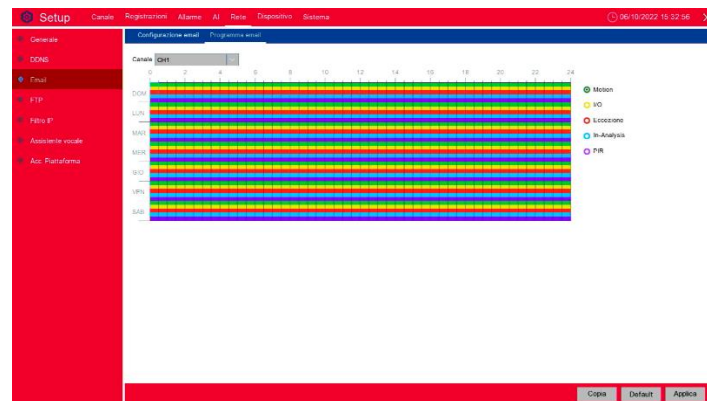 Setup Canale Registrazioni Allarme AI Rete Dispositivo Sistema 06/10/2022 15:32:56 X
Generale
DDNS
Email
FTP
Filtro IP
Assistente vocale
Acc. Piattaforma
Configurazione email Programma email
Canale CH1
0 2 4 6 8 10 12 14 16 18 20 22 24
DOM
LUN
MAR
MER
GIO
VEN
SAB
Motion
I/O
Eccezione
In-Analysis
PIR
Copia Default Applica